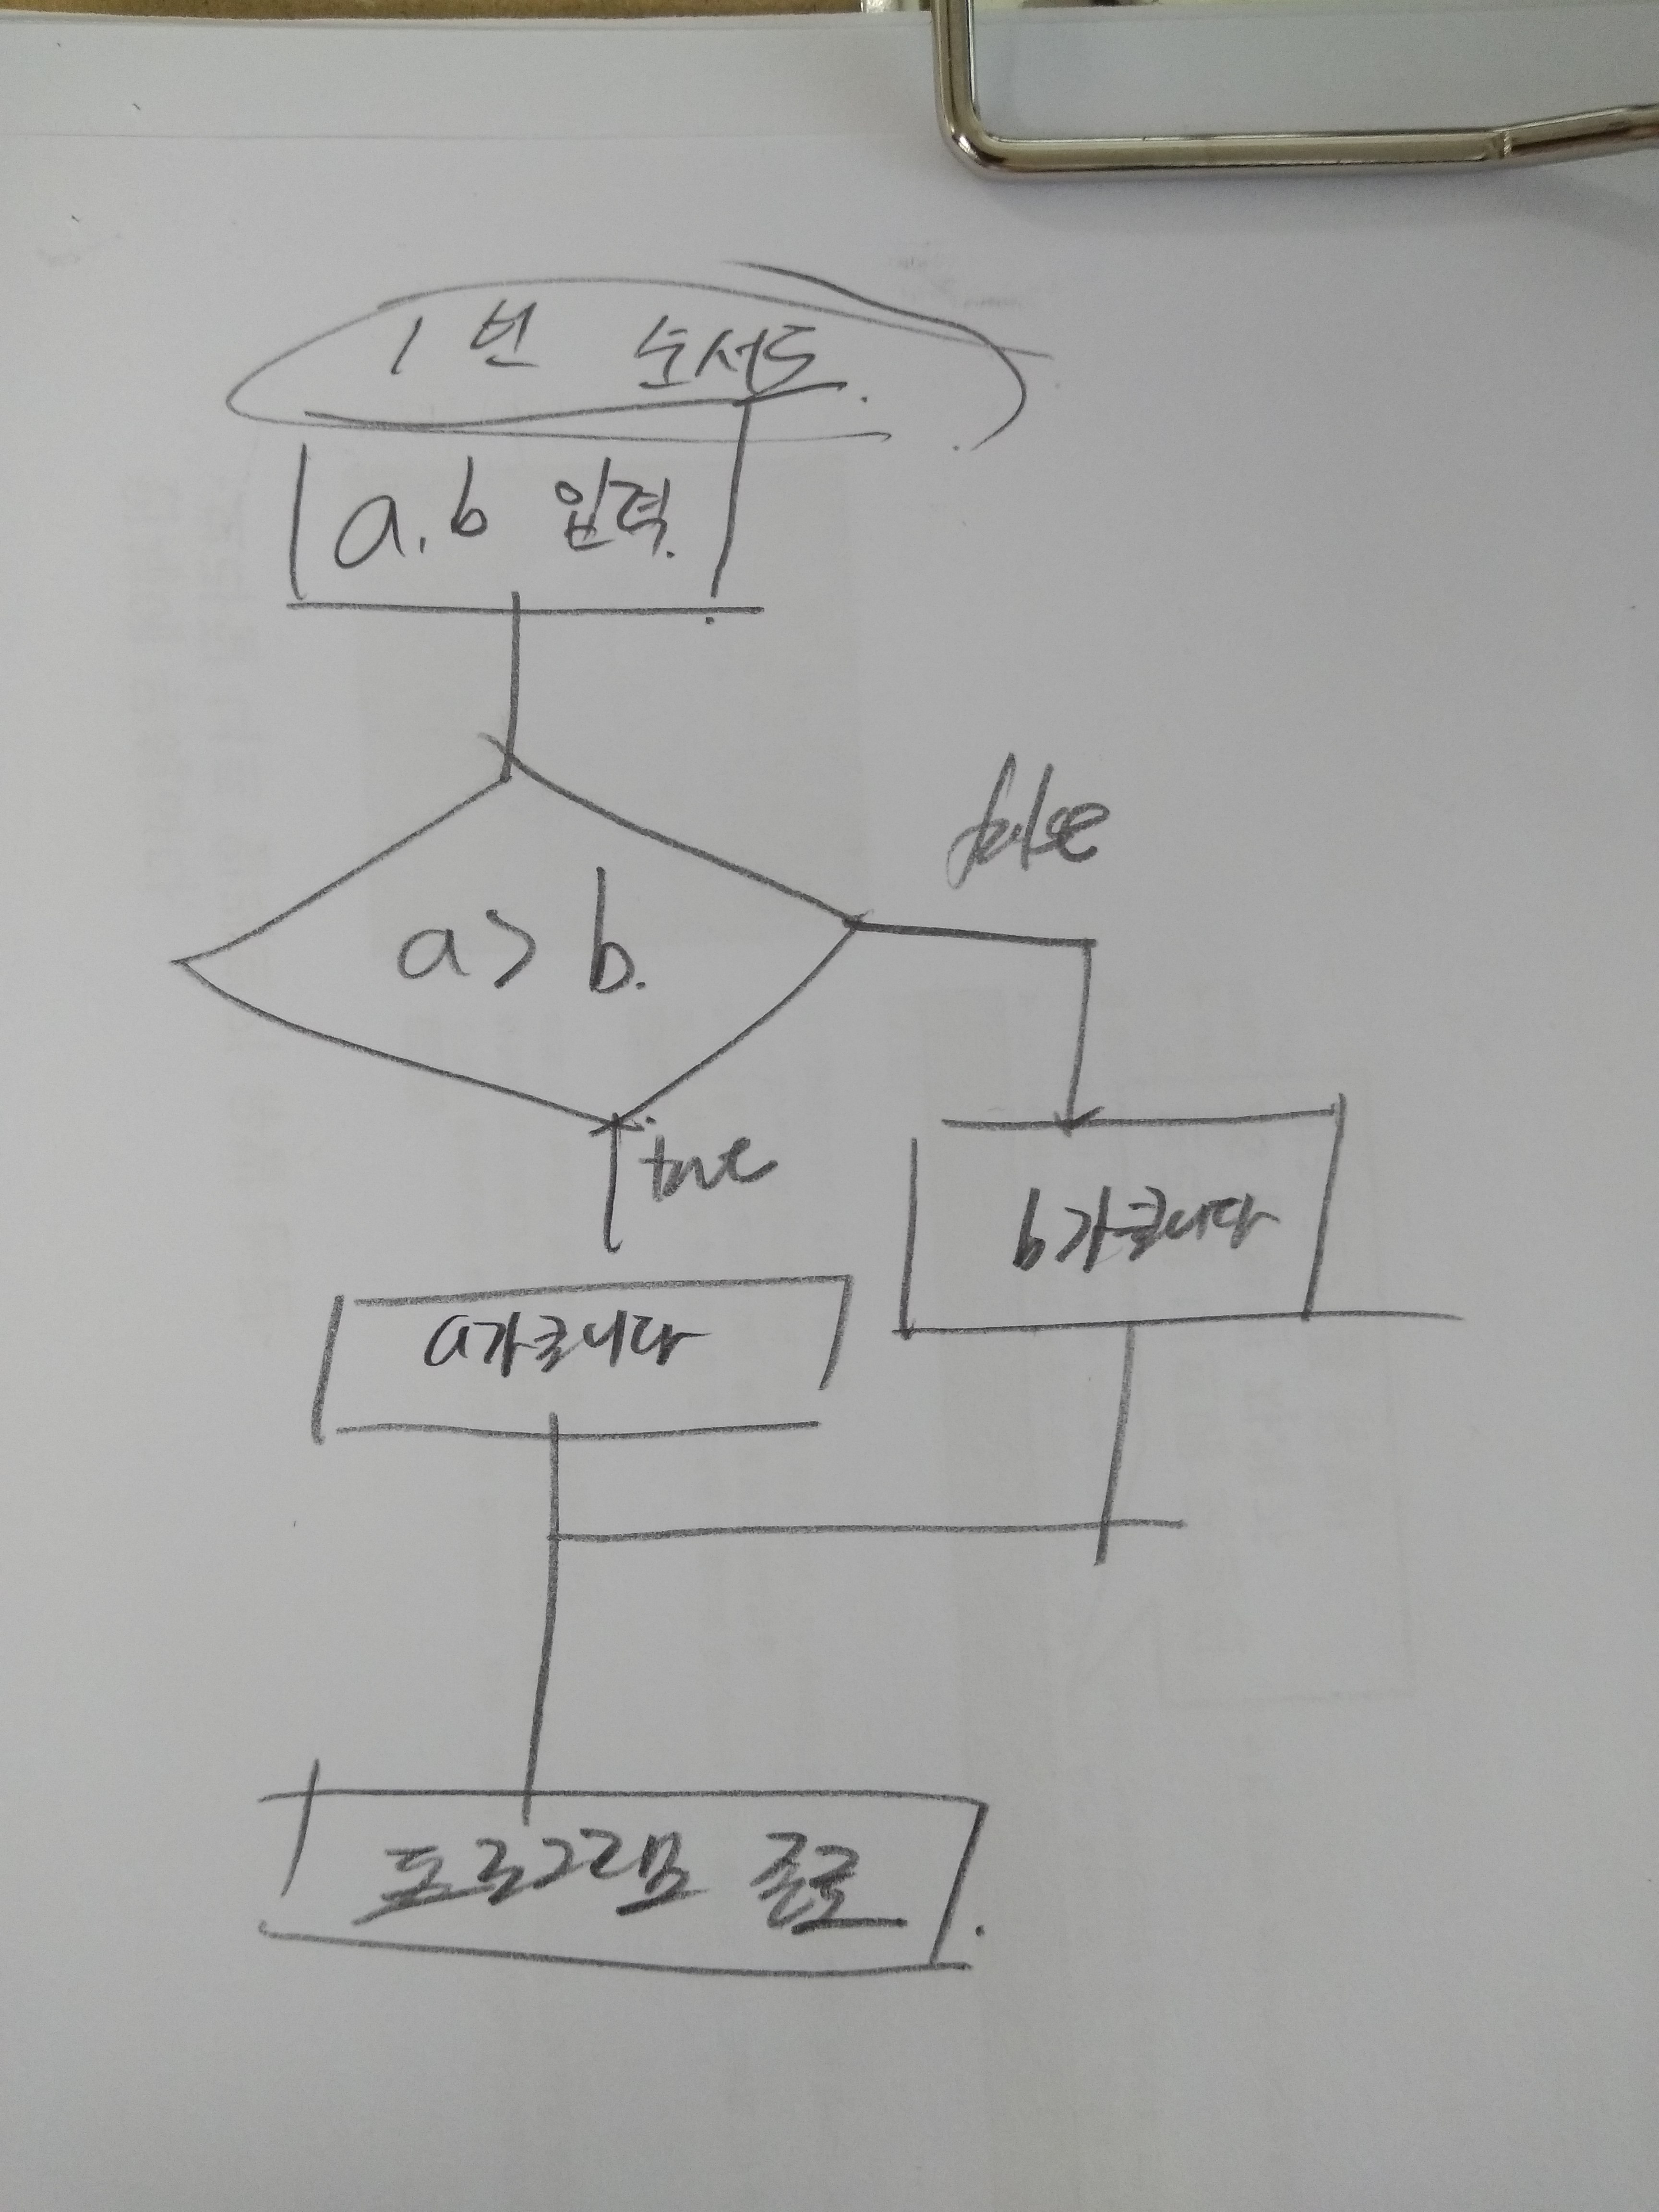 1번 순서도.
a,b 입력.
a > b.
false
true
b가큽니다
a가큽니다
프로그램 종료